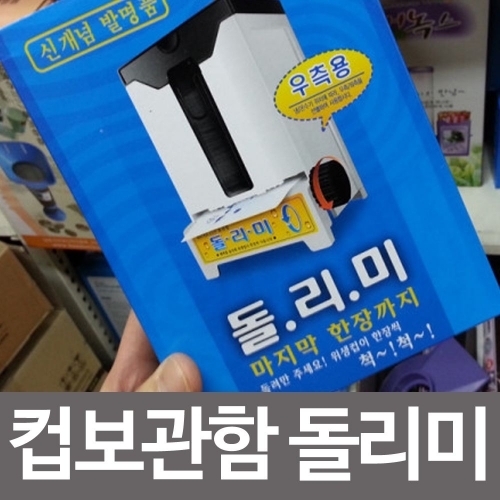 신개념 발명품
우측용
돌·리·미
돌.리.미
마지막 한장까지
돌려만 주세요! 위생컵이 한장씩
척~! 척~!
컵보관함 돌리미